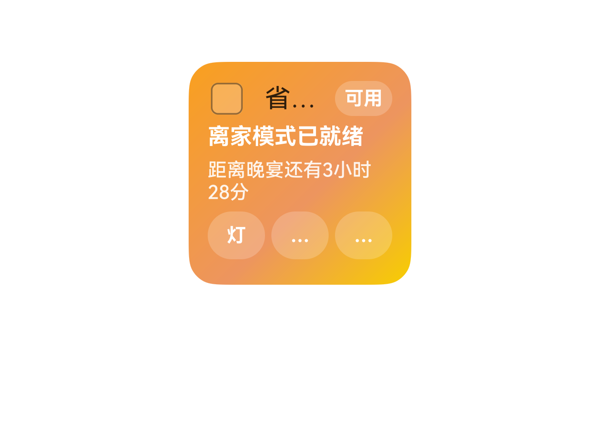 省… 可用
离家模式已就绪
距离晚宴还有3小时
28分
灯 … …